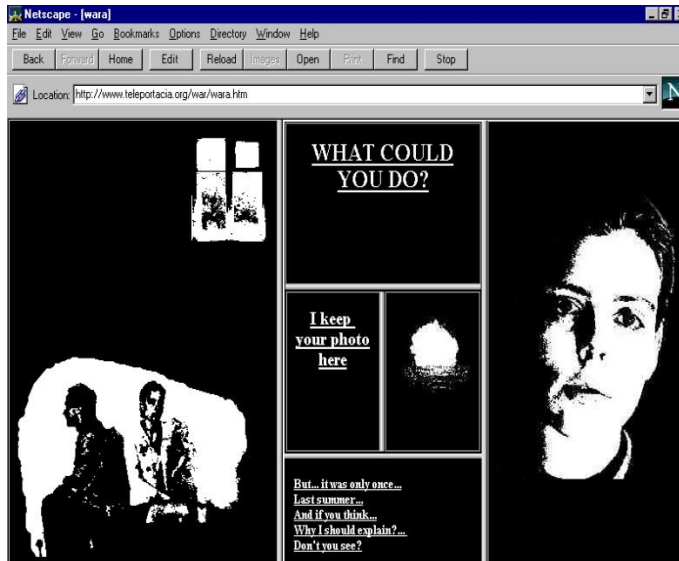 Netscape - [wara]
File Edit View Go Bookmarks Options Directory Window Help
Back Forward Home Edit Reload Images Open Print Find Stop
Location: http://www.teleportacia.org/war/wara.htm
N
WHAT COULD
YOU DO?
I keep
your photo
here
But... it was only once...
Last summer...
And if you think...
Why I should explain?...
Don't you see?